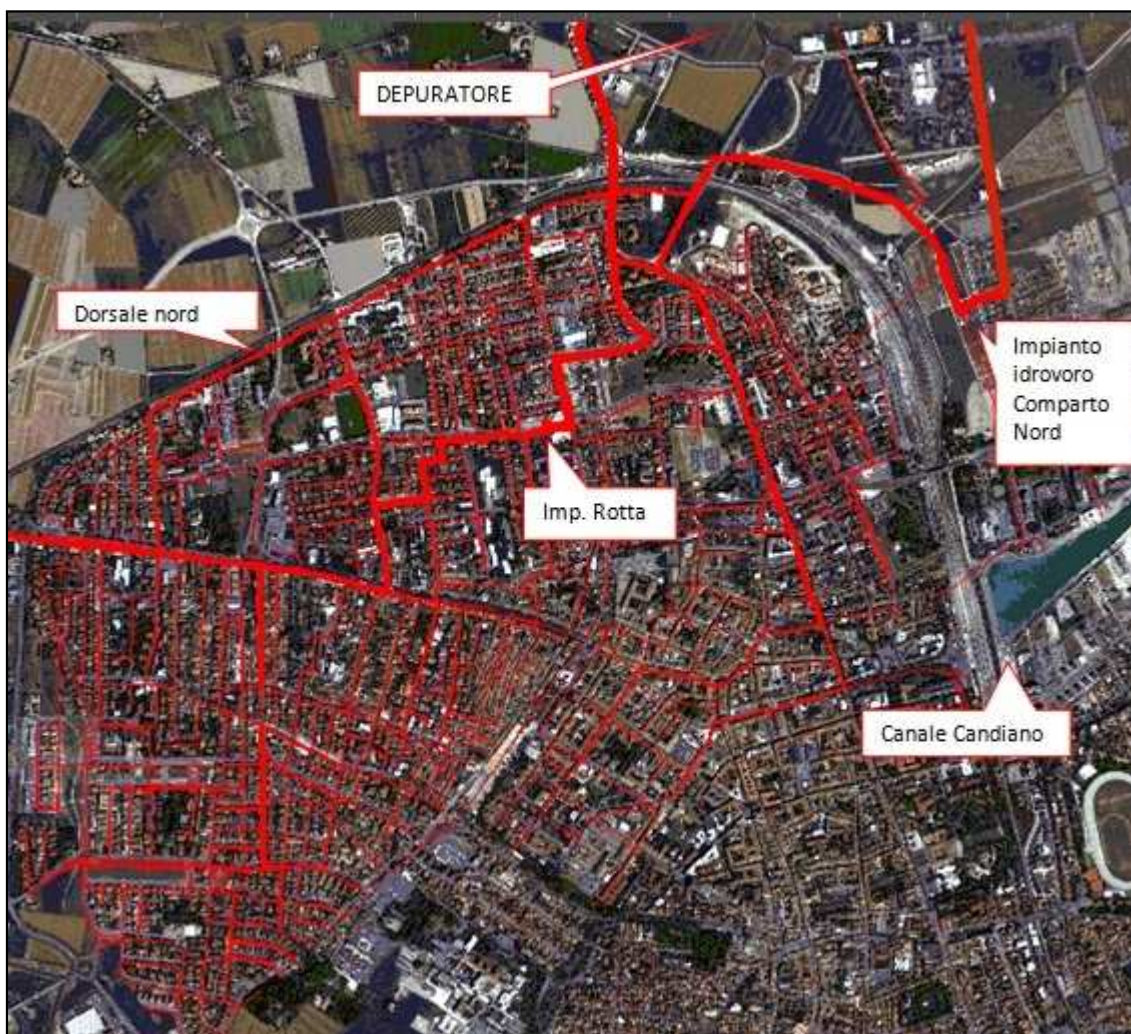 DEPURATORE
Dorsale nord
Impianto
idrovoro
Comparto
Nord
Imp. Rotta
Canale Candiano